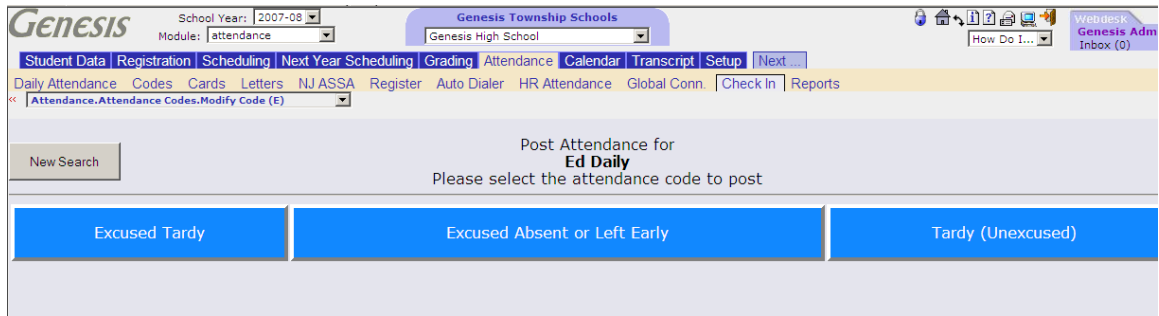 Genesis
School Year: 2007-08
Genesis Township Schools
Webdesk
Module: attendance
Genesis High School
How Do I...
Genesis Adm
Inbox (0)
Student Data Registration Scheduling Next Year Scheduling Grading Attendance Calendar Transcript Setup Next ...
Daily Attendance Codes Cards Letters NJ ASSA Register Auto Dialer HR Attendance Global Conn. Check In Reports
« Attendance.Attendance Codes.Modify Code (E)
New Search
Post Attendance for
Ed Daily
Please select the attendance code to post
Excused Tardy Excused Absent or Left Early Tardy (Unexcused)